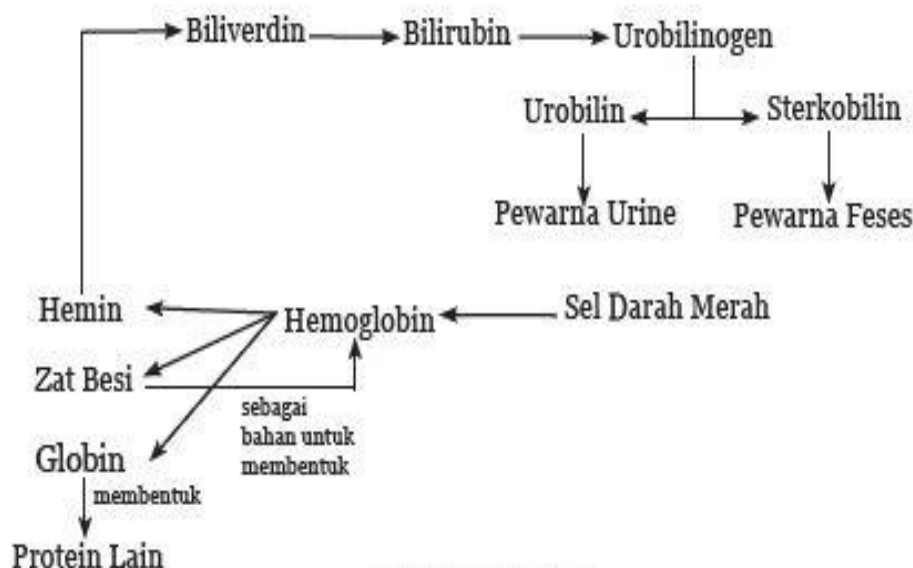 Biliverdin
Bilirubin
Urobilinogen
Urobilin
Sterkobilin
Pewarna Urine
Pewarna Feses
Hemin
Hemoglobin
Sel Darah Merah
Zat Besi
sebagai
bahan untuk
membentuk
Globin
membentuk
Protein Lain